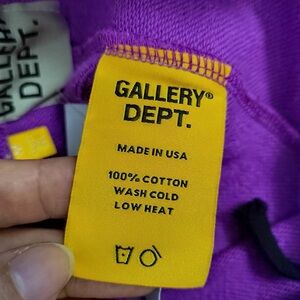 GALLERY
DEPT.
GALLERY®
DEPT.
MADE IN USA
100% COTTON
WASH COLD
LOW HEAT